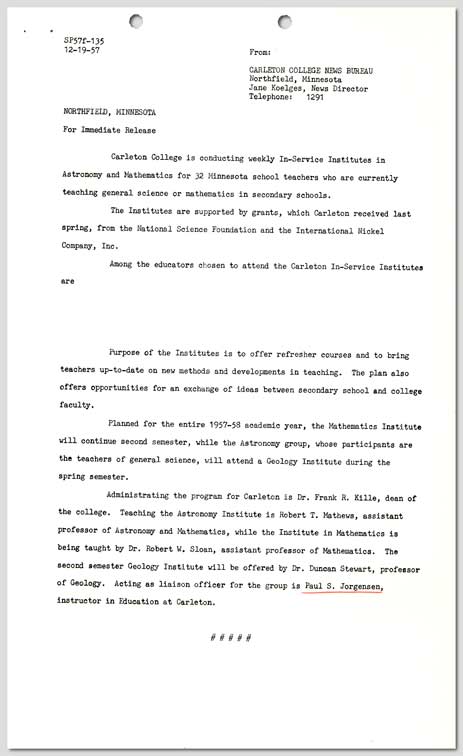 SP57f-135
12-19-57
From:
CARLETON COLLEGE NEWS BUREAU
Northfield, Minnesota
Jane Koelges, News Director
Telephone: 1291
NORTHFIELD, MINNESOTA
For Immediate Release
Carleton College is conducting weekly In-Service Institutes in
Astronomy and Mathematics for 32 Minnesota school teachers who are currently
teaching general science or mathematics in secondary schools.
The Institutes are supported by grants, which Carleton received last
spring, from the National Science Foundation and the International Nickel
Company, Inc.
Among the educators chosen to attend the Carleton In-Service Institutes
are
Purpose of the Institutes is to offer refresher courses and to bring
teachers up-to-date on new methods and developments in teaching. The plan also
offers opportunities for an exchange of ideas between secondary school and college
faculty.
Planned for the entire 1957-58 academic year, the Mathematics Institute
will continue second semester, while the Astronomy group, whose participants are
the teachers of general science, will attend a Geology Institute during the
spring semester.
Administrating the program for Carleton is Dr. Frank R. Kille, dean of
the college. Teaching the Astronomy Institute is Robert T. Mathews, assistant
professor of Astronomy and Mathematics, while the Institute in Mathematics is
being taught by Dr. Robert W. Sloan, assistant professor of Mathematics. The
second semester Geology Institute will be offered by Dr. Duncan Stewart, professor
of Geology. Acting as liaison officer for the group is Paul S. Jorgensen,
instructor in Education at Carleton.
# # # # #